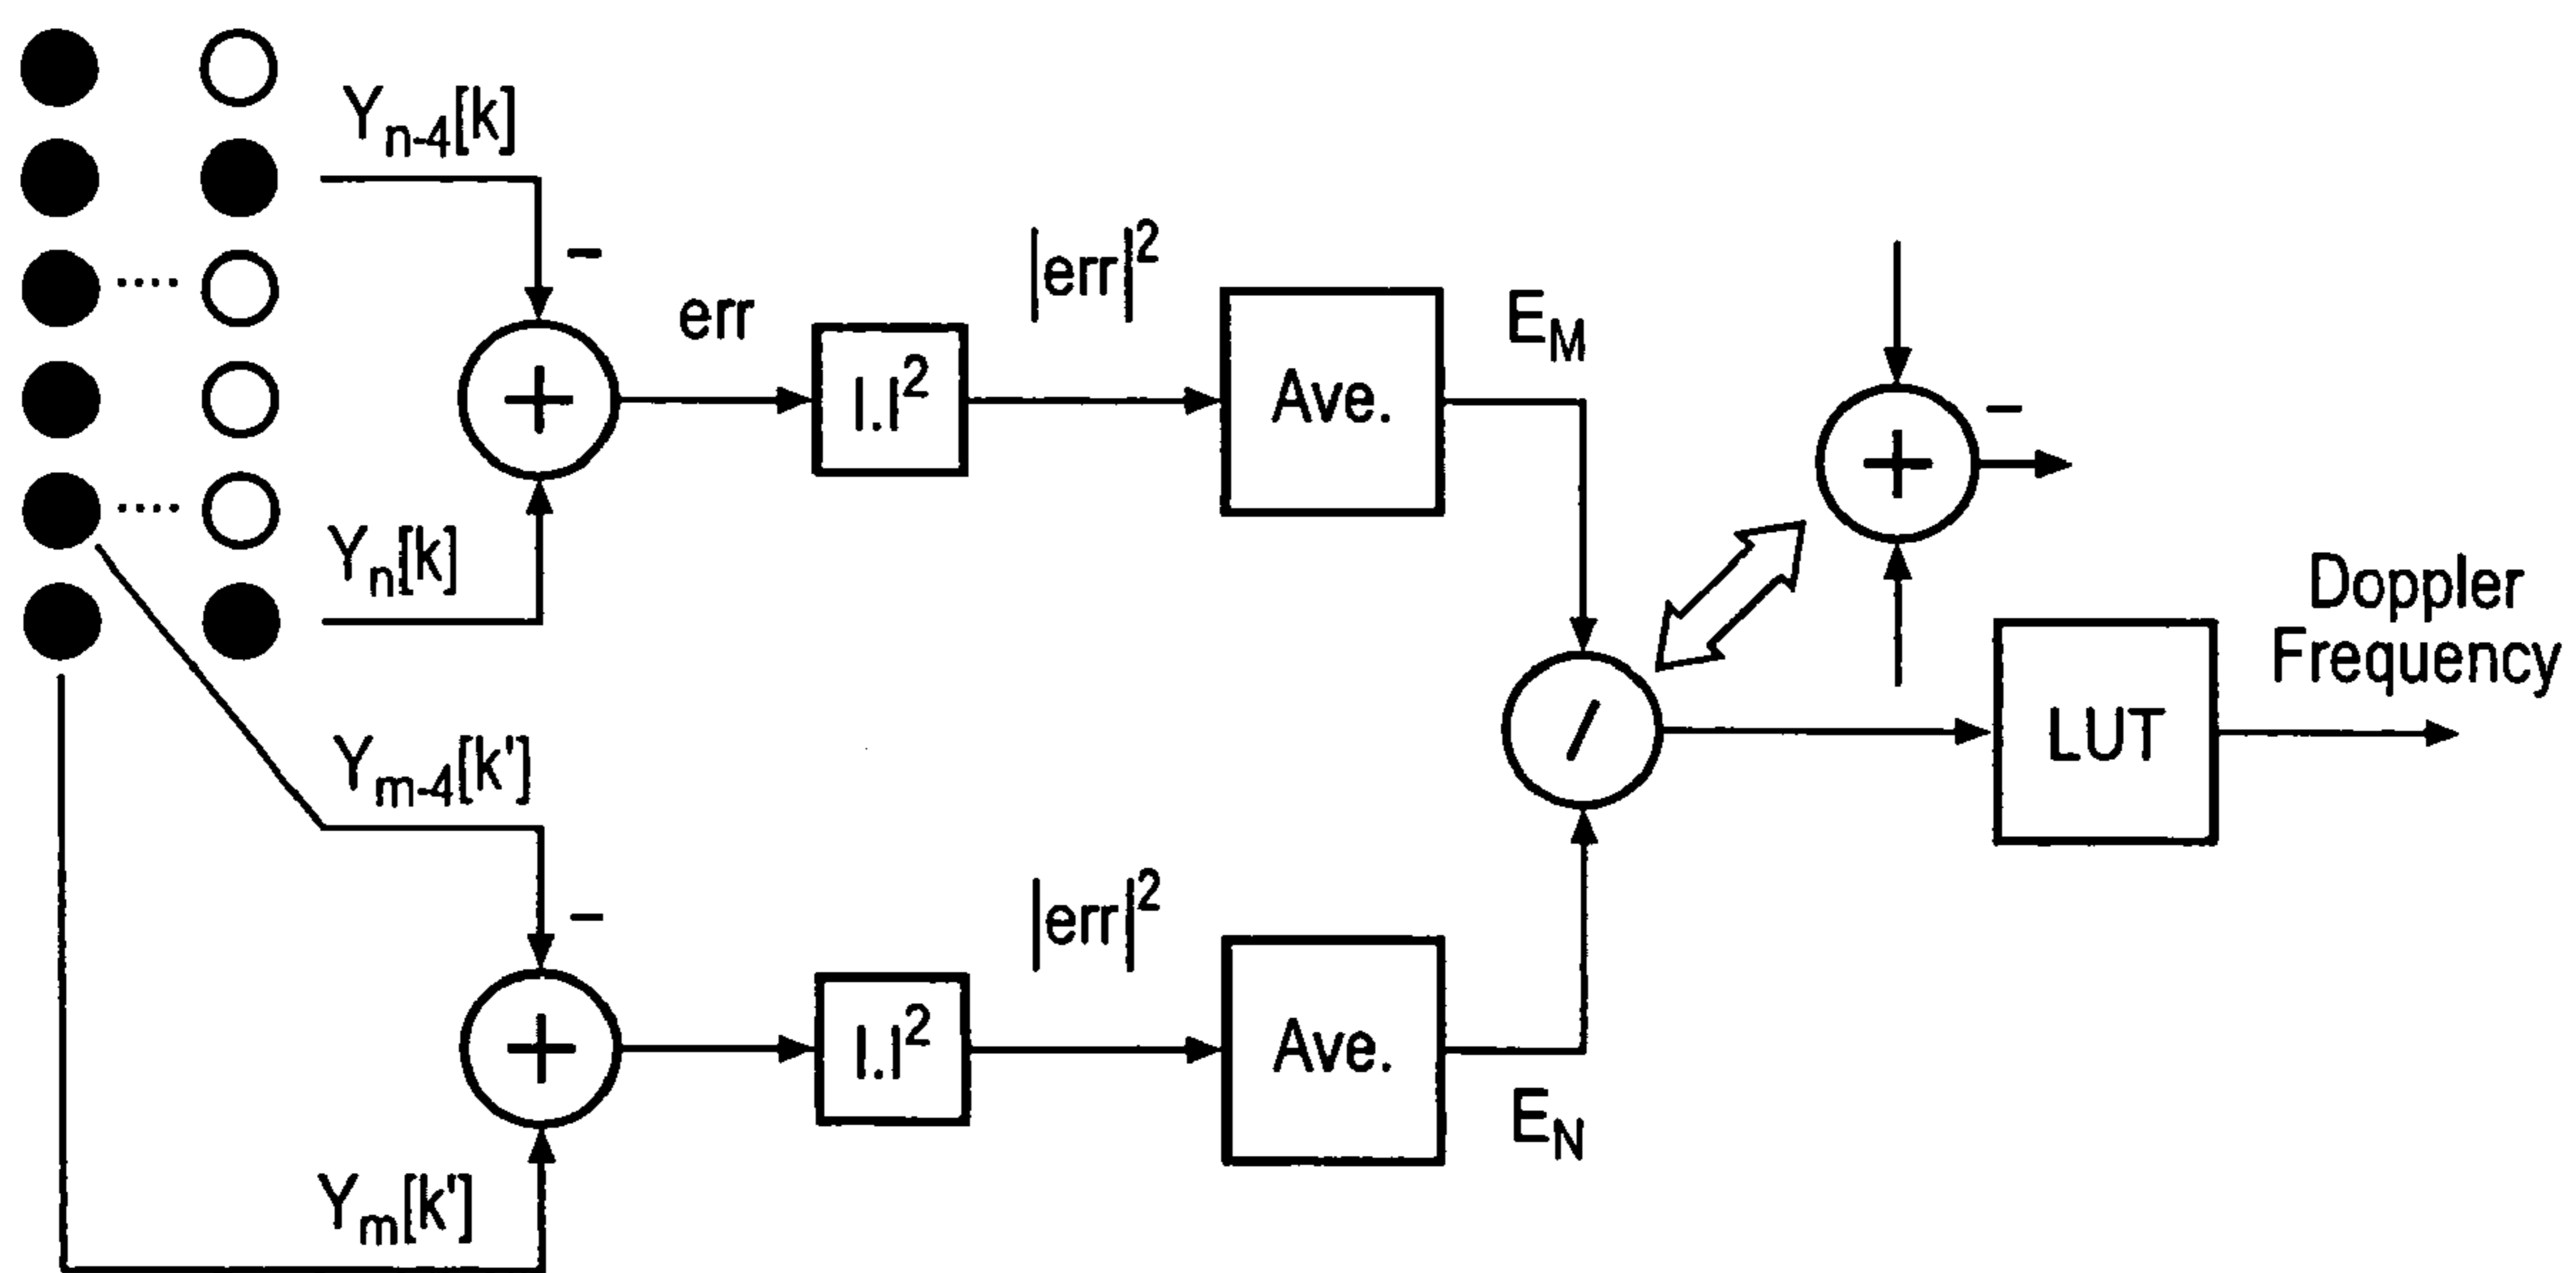 Yn-4[k]
-
err
|.|²
|err|²
Ave.
EM
+
Yn[k]
-
+
/
LUT
Doppler
Frequency
Ym-4[k']
-
+
|.|²
|err|²
Ave.
EN
Ym[k']